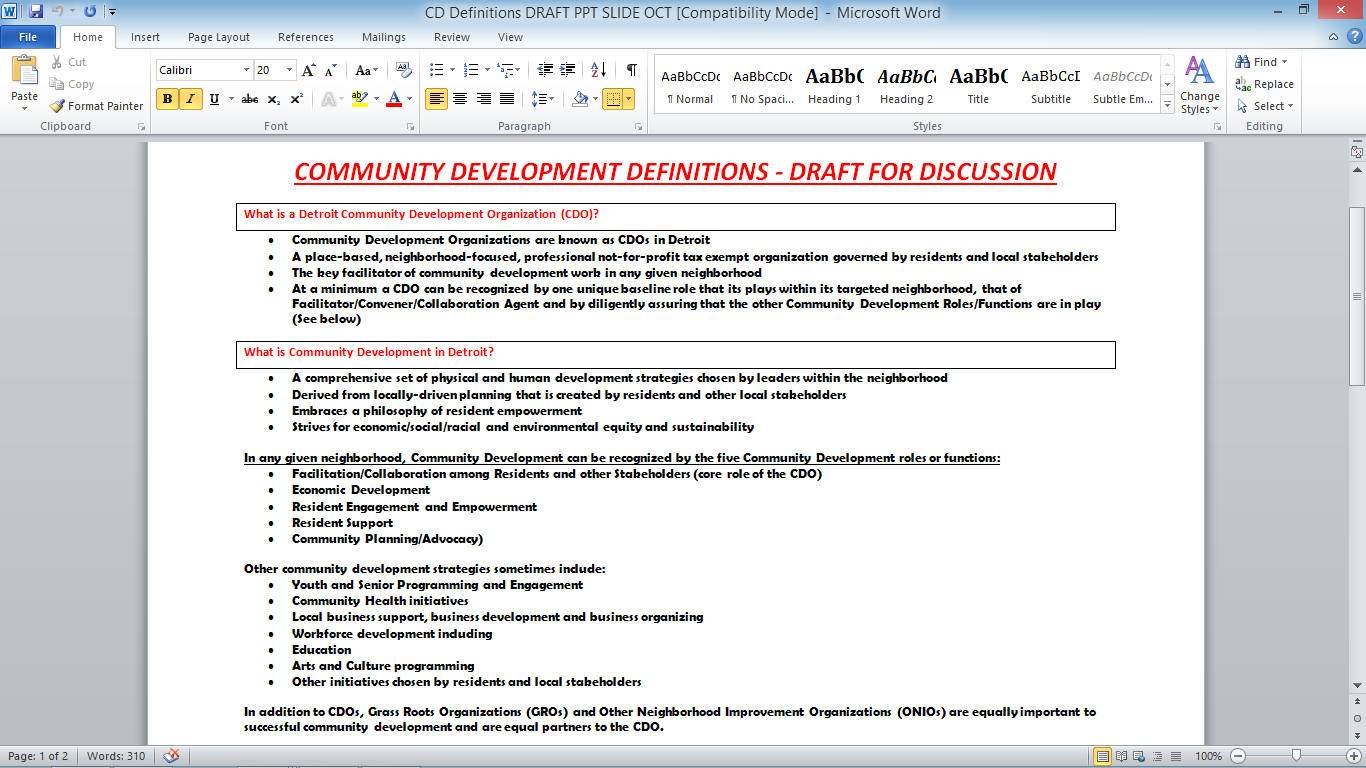 CD Definitions DRAFT PPT SLIDE OCT [Compatibility Mode] - Microsoft Word
File Home Insert Page Layout References Mailings Review View
Paste
Cut
Copy
Format Painter
Calibri 20
AaBbCcDc AaBbCcDc AaBbC AaBbCc AaBbC AaBbCcI AaBbCcDc
¶ Normal ¶ No Spaci... Heading 1 Heading 2 Title Subtitle Subtle Em...
Change Styles
Find
Replace
Select
Clipboard Font Paragraph Styles Editing
COMMUNITY DEVELOPMENT DEFINITIONS - DRAFT FOR DISCUSSION
What is a Detroit Community Development Organization (CDO)?
• Community Development Organizations are known as CDOs in Detroit
• A place-based, neighborhood-focused, professional not-for-profit tax exempt organization governed by residents and local stakeholders
• The key facilitator of community development work in any given neighborhood
• At a minimum a CDO can be recognized by one unique baseline role that its plays within its targeted neighborhood, that of
Facilitator/Convener/Collaboration Agent and by diligently assuring that the other Community Development Roles/Functions are in play
(See below)
What is Community Development in Detroit?
• A comprehensive set of physical and human development strategies chosen by leaders within the neighborhood
• Derived from locally-driven planning that is created by residents and other local stakeholders
• Embraces a philosophy of resident empowerment
• Strives for economic/social/racial and environmental equity and sustainability
In any given neighborhood, Community Development can be recognized by the five Community Development roles or functions:
• Facilitation/Collaboration among Residents and other Stakeholders (core role of the CDO)
• Economic Development
• Resident Engagement and Empowerment
• Resident Support
• Community Planning/Advocacy)
Other community development strategies sometimes include:
• Youth and Senior Programming and Engagement
• Community Health initiatives
• Local business support, business development and business organizing
• Workforce development including
• Education
• Arts and Culture programming
• Other initiatives chosen by residents and local stakeholders
In addition to CDOs, Grass Roots Organizations (GROs) and Other Neighborhood Improvement Organizations (ONIOs) are equally important to
successful community development and are equal partners to the CDO.
Page: 1 of 2 Words: 310 100%